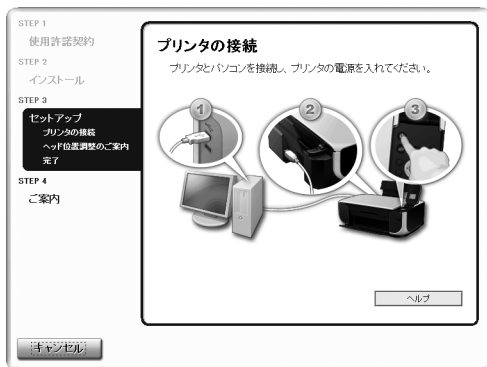 STEP 1
使用許諾契約
STEP 2
インストール
STEP 3
セットアップ
プリンタの接続
ヘッド位置調整のご案内
完了
STEP 4
ご案内
プリンタの接続
プリンタとパソコンを接続し、プリンタの電源を入れてください。
1
2
3
ヘルプ
キャンセル